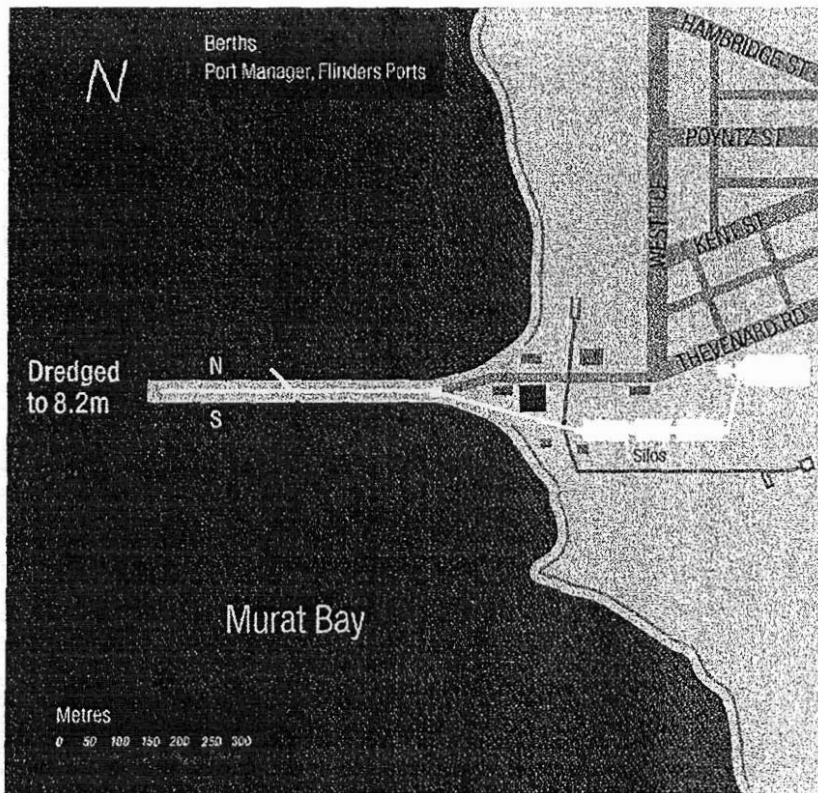 N
Berths
Port Manager, Flinders Ports
HAMBRIDGE ST
POYNTZ ST
WEST TCE
KENT ST
THEVENARD RD
Dredged
to 8.2m
N
S
Silos
Murat Bay
Metres
0 50 100 150 200 250 300